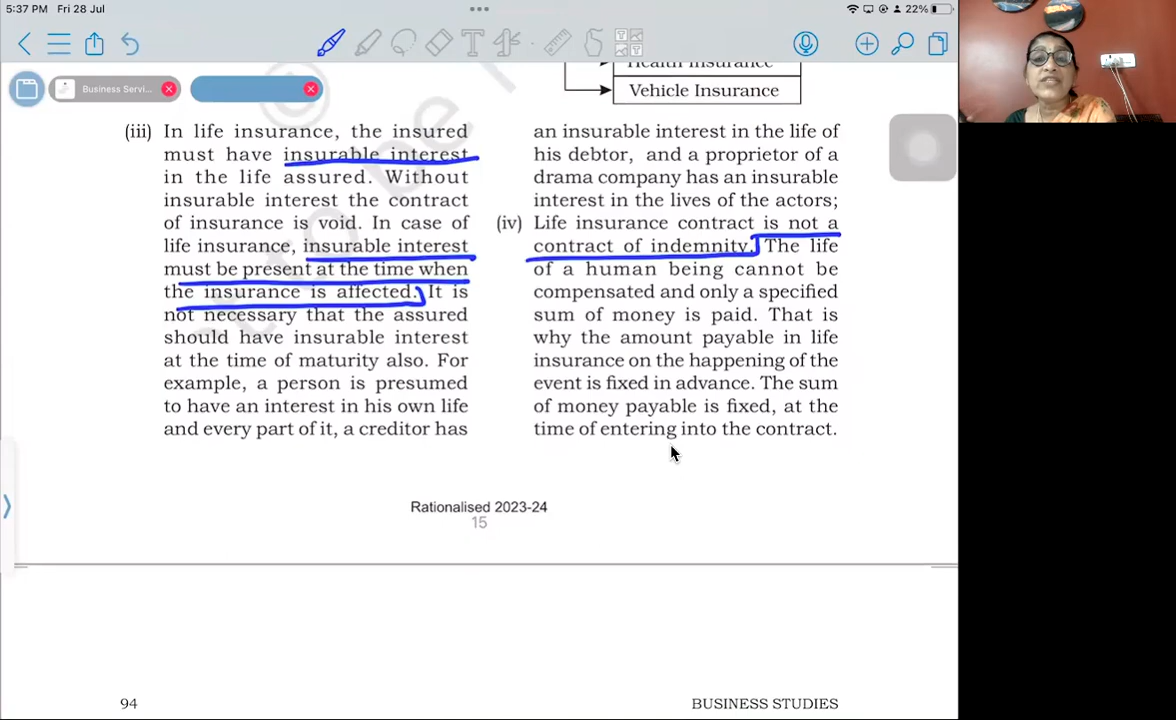 5:37 PM Fri 28 Jul
22%
Business Servi...
Health Insurance
Vehicle Insurance
(iii) In life insurance, the insured
must have insurable interest
in the life assured. Without
insurable interest the contract
of insurance is void. In case of
life insurance, insurable interest
must be present at the time when
the insurance is affected. It is
not necessary that the assured
should have insurable interest
at the time of maturity also. For
example, a person is presumed
to have an interest in his own life
and every part of it, a creditor has
an insurable interest in the life of
his debtor, and a proprietor of a
drama company has an insurable
interest in the lives of the actors;
(iv) Life insurance contract is not a
contract of indemnity. The life
of a human being cannot be
compensated and only a specified
sum of money is paid. That is
why the amount payable in life
insurance on the happening of the
event is fixed in advance. The sum
of money payable is fixed, at the
time of entering into the contract.
Rationalised 2023-24
15
94
BUSINESS STUDIES